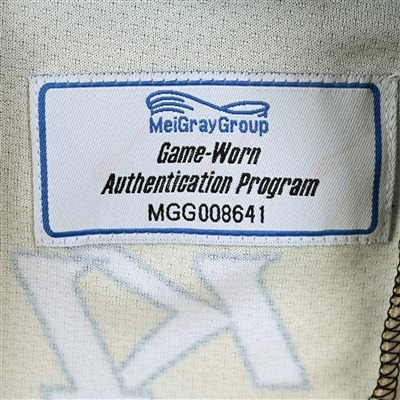 MeiGrayGroup
Game-Worn
Authentication Program
MGG008641